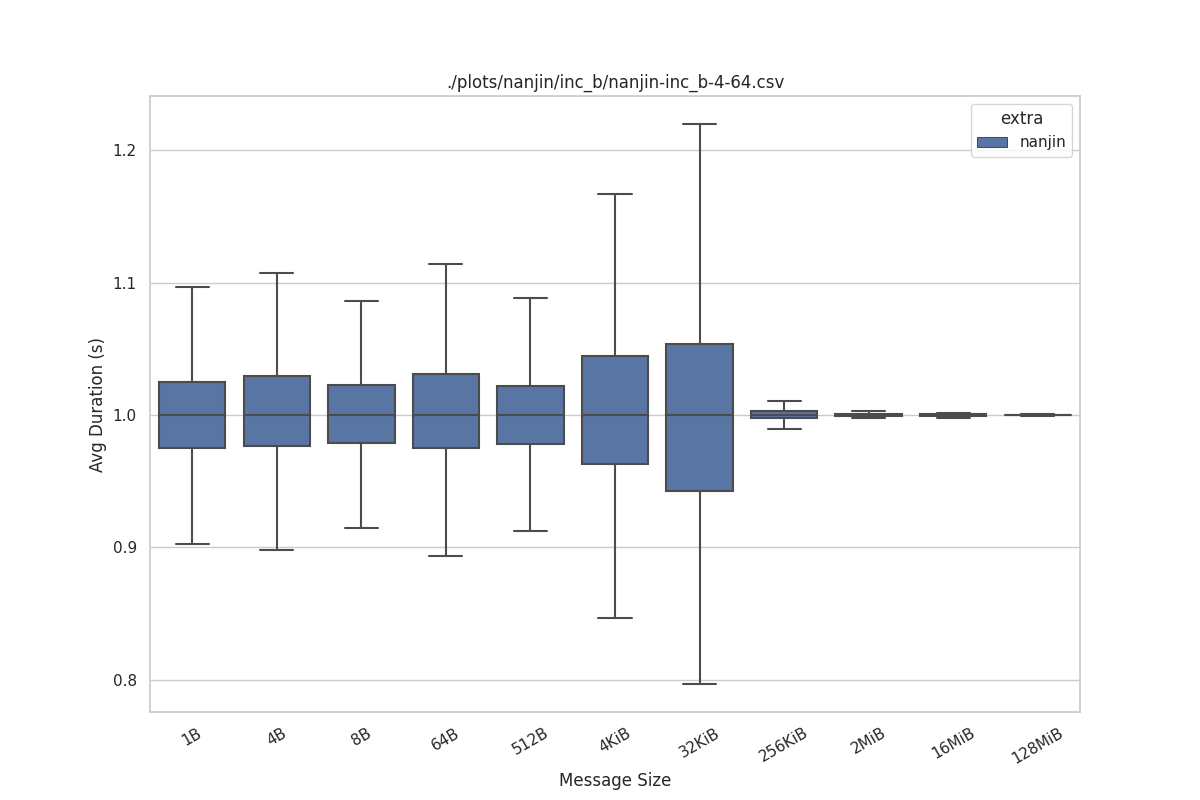 ./plots/nanjin/inc_b/nanjin-inc_b-4-64.csv
extra
nanjin
Avg Duration (s)
1.2
1.1
1.0
0.9
0.8
1B
4B
8B
64B
512B
4KiB
32KiB
256KiB
2MiB
16MiB
128MiB
Message Size